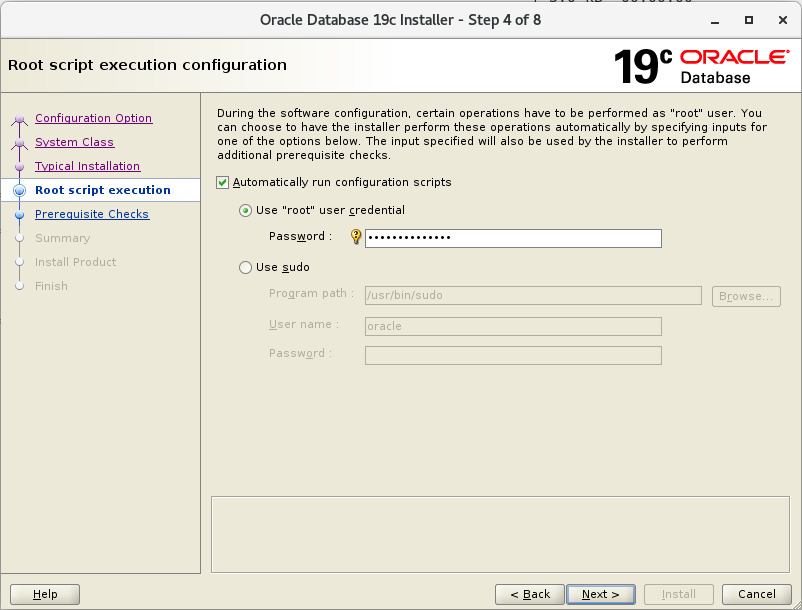 Oracle Database 19c Installer - Step 4 of 8
Root script execution configuration
19c ORACLE
Database
Configuration Option
System Class
Typical Installation
Root script execution
Prerequisite Checks
Summary
Install Product
Finish
During the software configuration, certain operations have to be performed as "root" user. You
can choose to have the installer perform these operations automatically by specifying inputs for
one of the options below. The input specified will also be used by the installer to perform
additional prerequisite checks.
Automatically run configuration scripts
Use "root" user credential
Password : ••••••••••••••
Use sudo
Program path : /usr/bin/sudo Browse...
User name : oracle
Password :
Help < Back Next > Install Cancel